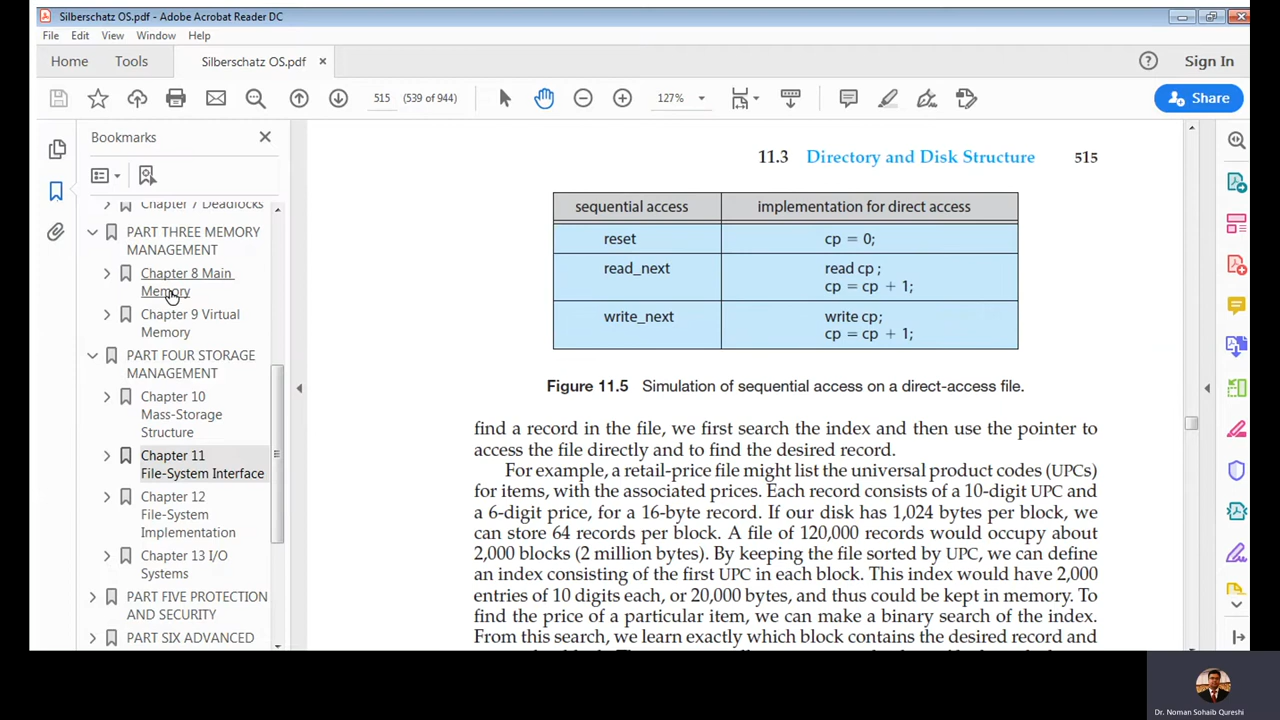 Silberschatz OS.pdf - Adobe Acrobat Reader DC
File Edit View Window Help
Home Tools Silberschatz OS.pdf × Sign In
515 (539 of 944) 127% Share
Bookmarks
Chapter 7 Deadlocks
PART THREE MEMORY
MANAGEMENT
Chapter 8 Main
Memory
Chapter 9 Virtual
Memory
PART FOUR STORAGE
MANAGEMENT
Chapter 10
Mass-Storage
Structure
Chapter 11
File-System Interface
Chapter 12
File-System
Implementation
Chapter 13 I/O
Systems
PART FIVE PROTECTION
AND SECURITY
PART SIX ADVANCED
11.3 Directory and Disk Structure 515
sequential access implementation for direct access
reset cp = 0;
read_next read cp ;
cp = cp + 1;
write_next write cp;
cp = cp + 1;
Figure 11.5 Simulation of sequential access on a direct-access file.
find a record in the file, we first search the index and then use the pointer to
access the file directly and to find the desired record.
For example, a retail-price file might list the universal product codes (UPCs)
for items, with the associated prices. Each record consists of a 10-digit UPC and
a 6-digit price, for a 16-byte record. If our disk has 1,024 bytes per block, we
can store 64 records per block. A file of 120,000 records would occupy about
2,000 blocks (2 million bytes). By keeping the file sorted by UPC, we can define
an index consisting of the first UPC in each block. This index would have 2,000
entries of 10 digits each, or 20,000 bytes, and thus could be kept in memory. To
find the price of a particular item, we can make a binary search of the index.
From this search, we learn exactly which block contains the desired record and
Dr. Noman Sohaib Qureshi